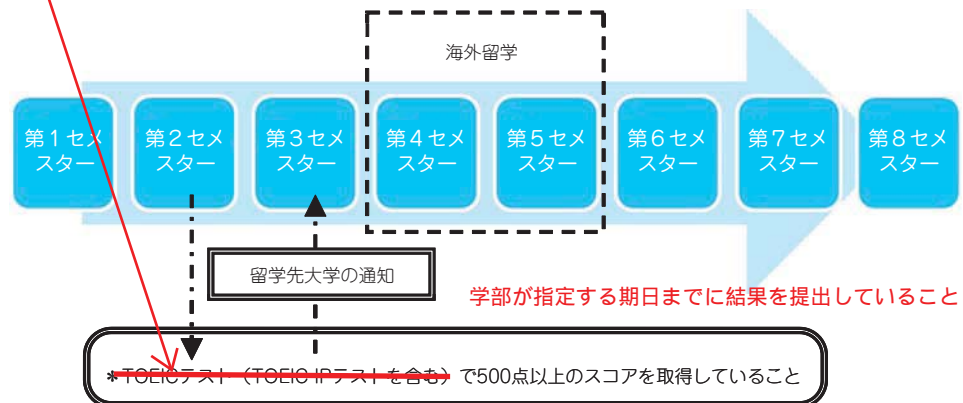 海外留学
第1セメ
スター
第2セメ
スター
第3セメ
スター
第4セメ
スター
第5セメ
スター
第6セメ
スター
第7セメ
スター
第8セメ
スター
留学先大学の通知
学部が指定する期日までに結果を提出していること
*TOEICテスト（TOEIC IPテストを含む）で500点以上のスコアを取得していること